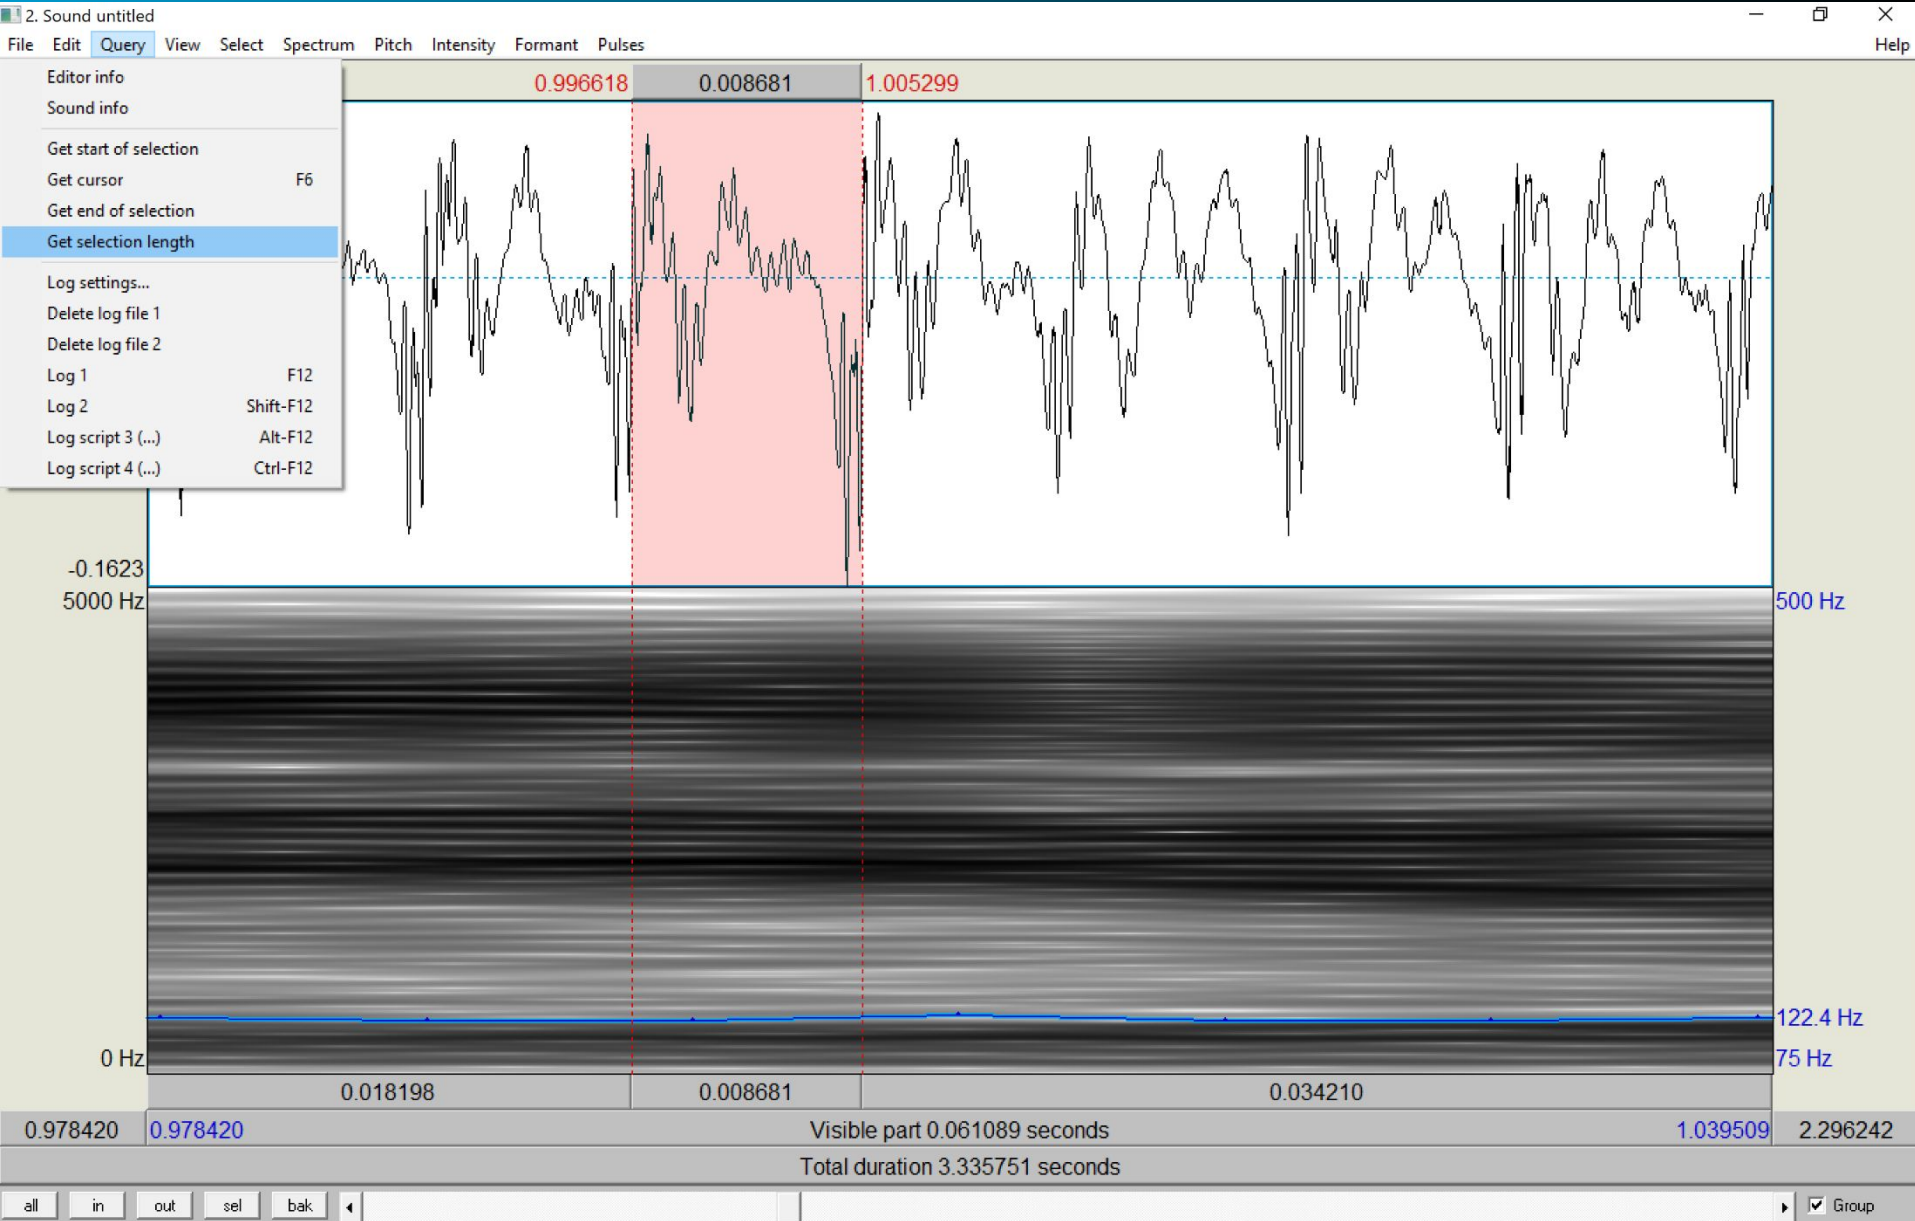 2. Sound untitled
File Edit Query View Select Spectrum Pitch Intensity Formant Pulses Help
Editor info
Sound info
Get start of selection
Get cursor F6
Get end of selection
Get selection length
Log settings...
Delete log file 1
Delete log file 2
Log 1 F12
Log 2 Shift-F12
Log script 3 (...) Alt-F12
Log script 4 (...) Ctrl-F12
0.996618 0.008681 1.005299
-0.1623
5000 Hz 500 Hz
122.4 Hz
0 Hz 75 Hz
0.018198 0.008681 0.034210
0.978420 0.978420 Visible part 0.061089 seconds 1.039509 2.296242
Total duration 3.335751 seconds
all in out sel bak Group